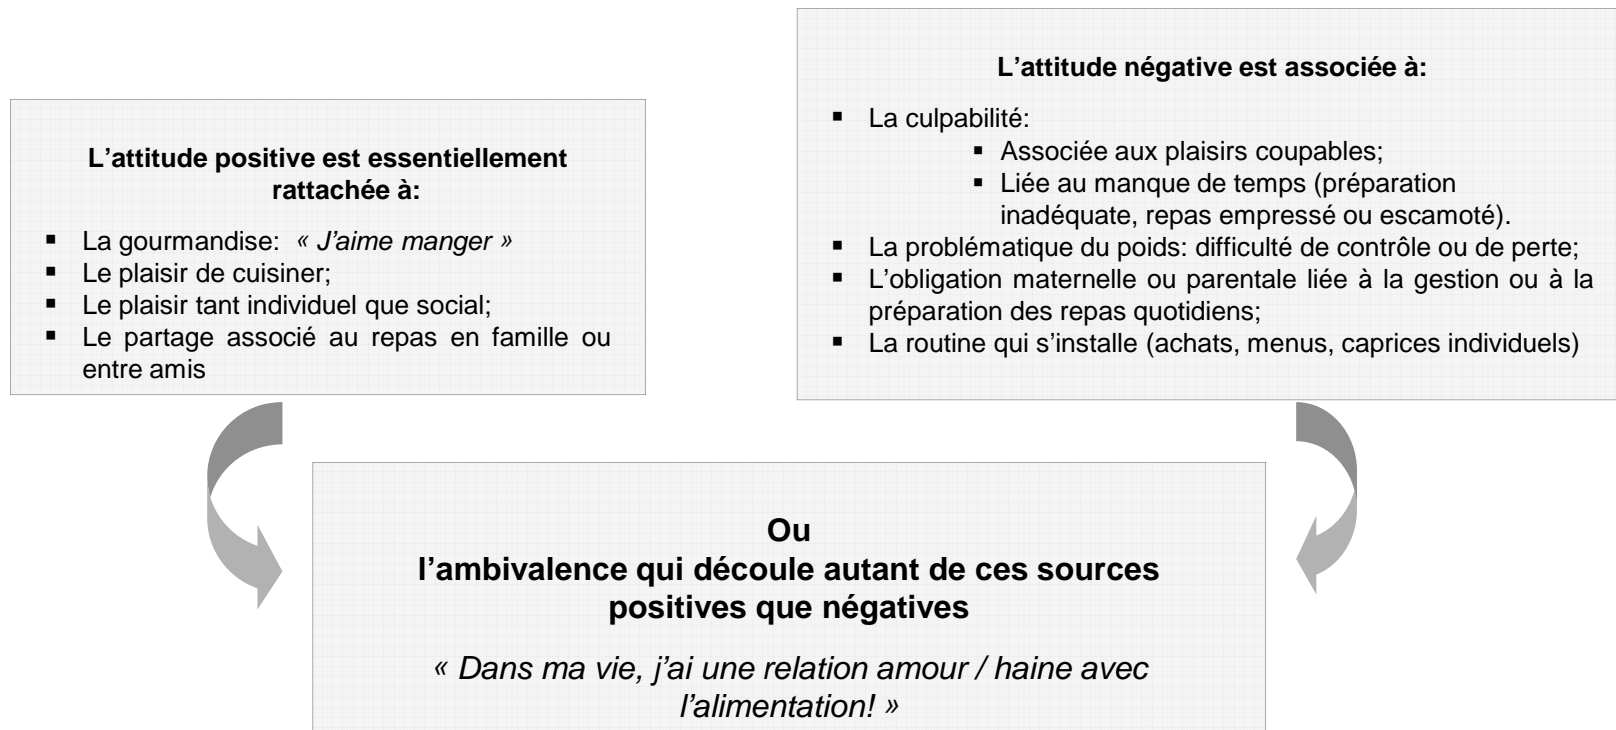 L'attitude positive est essentiellement
rattachée à:
▪ La gourmandise: « J'aime manger »
▪ Le plaisir de cuisiner;
▪ Le plaisir tant individuel que social;
▪ Le partage associé au repas en famille ou
entre amis
L'attitude négative est associée à:
▪ La culpabilité:
▪ Associée aux plaisirs coupables;
▪ Liée au manque de temps (préparation
inadéquate, repas empressé ou escamoté).
▪ La problématique du poids: difficulté de contrôle ou de perte;
▪ L'obligation maternelle ou parentale liée à la gestion ou à la
préparation des repas quotidiens;
▪ La routine qui s'installe (achats, menus, caprices individuels)
Ou
l'ambivalence qui découle autant de ces sources
positives que négatives
« Dans ma vie, j'ai une relation amour / haine avec
l'alimentation! »